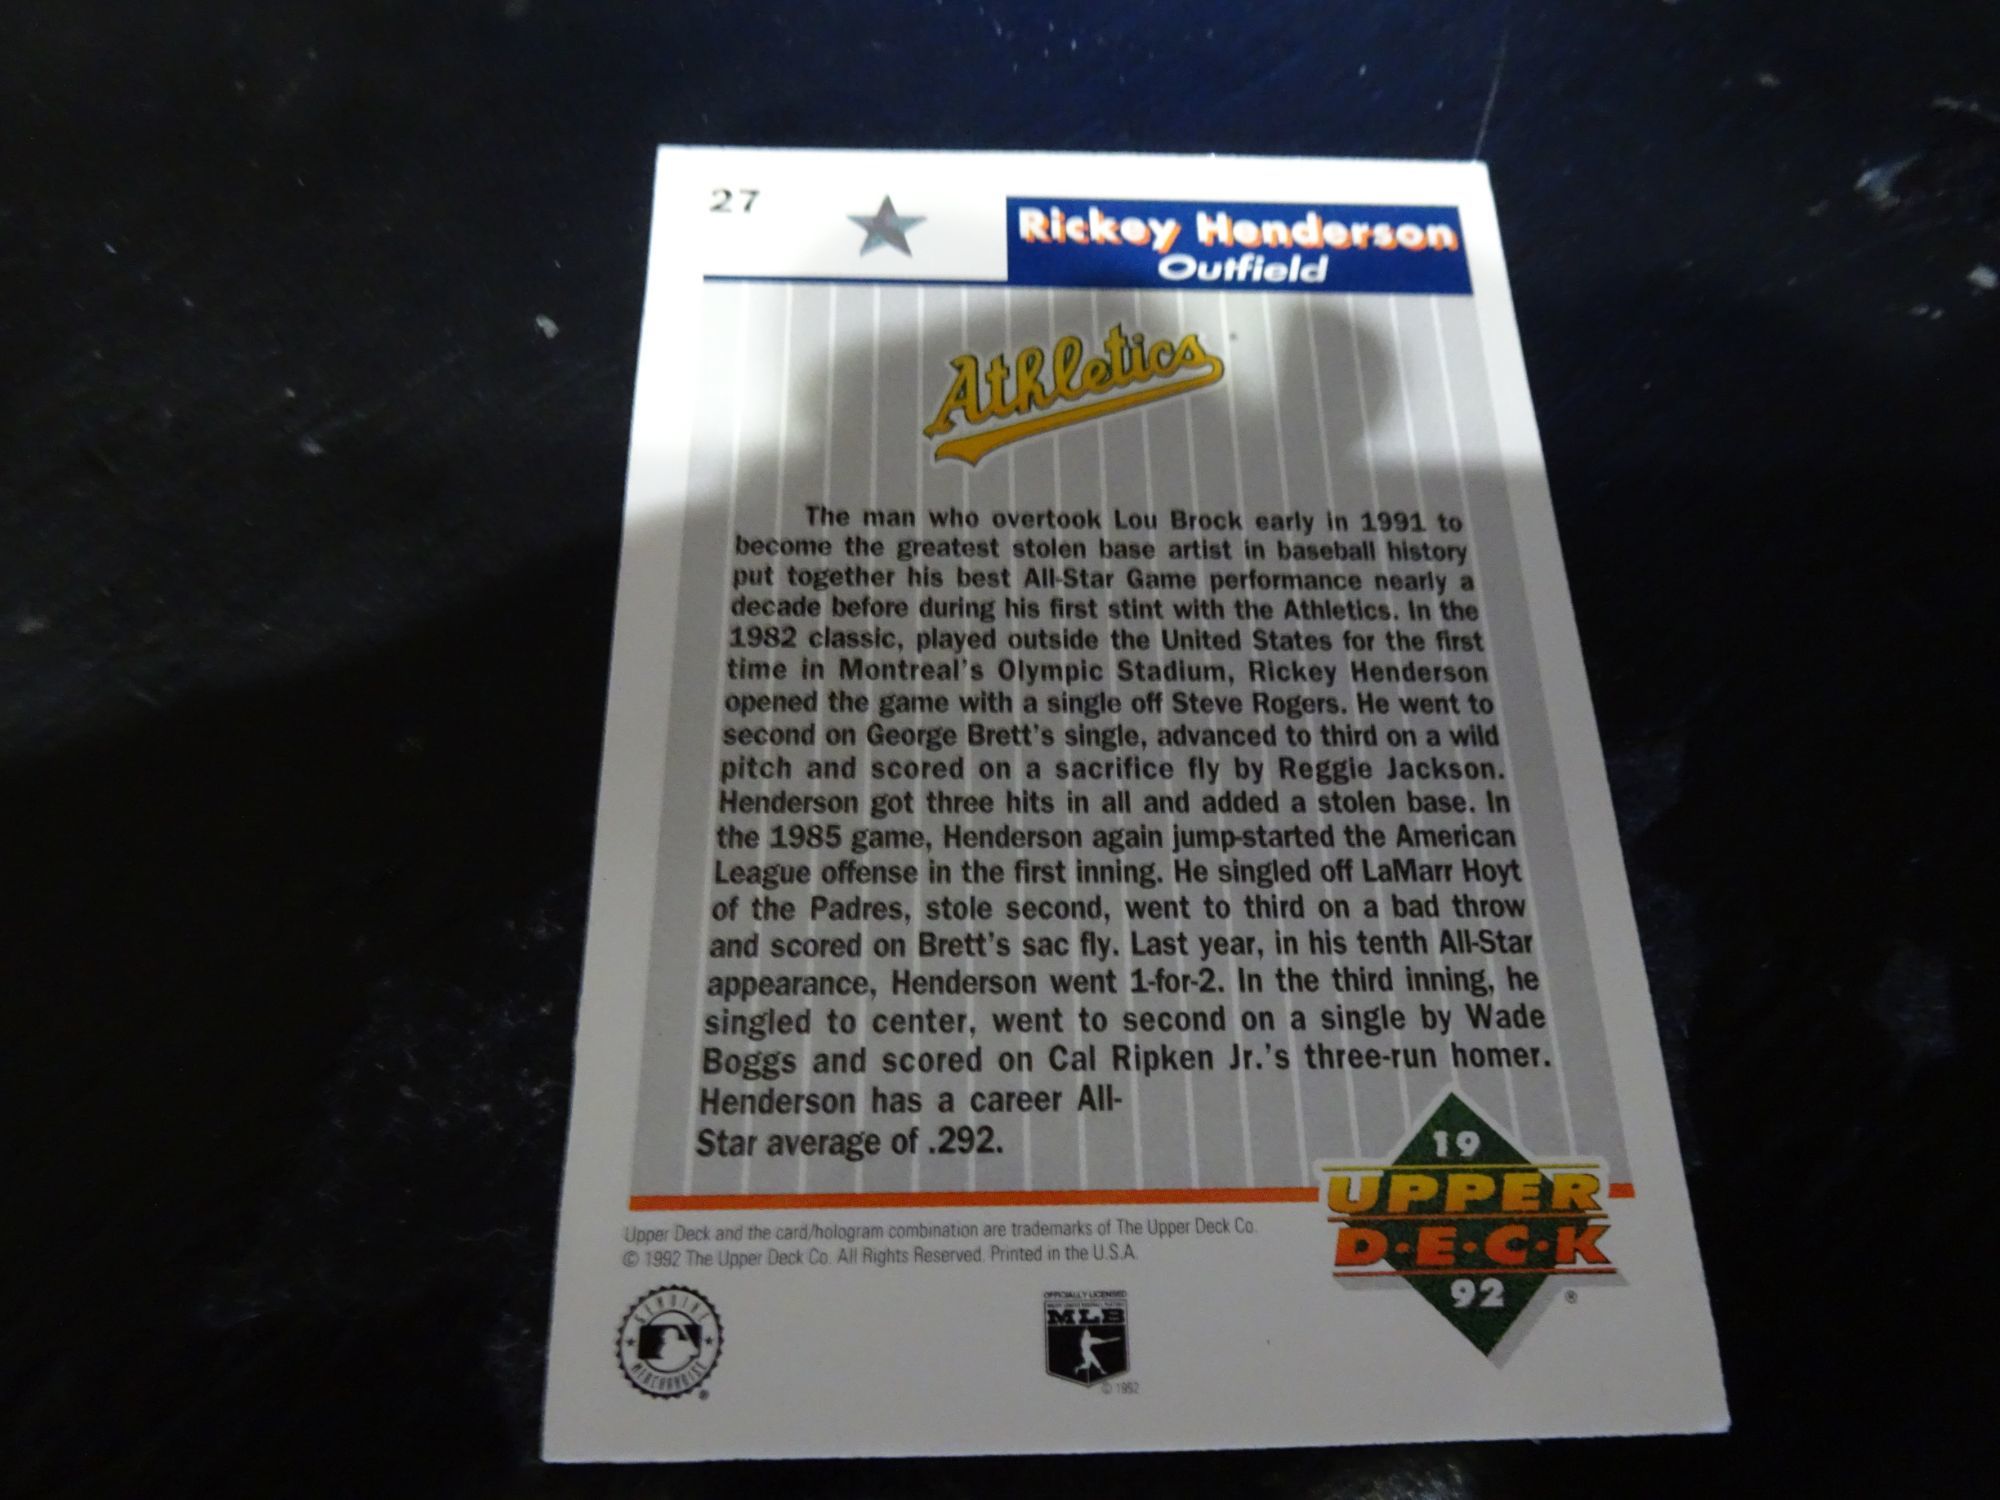 27
Rickey Henderson
Outfield
Athletics
The man who overtook Lou Brock early in 1991 to
become the greatest stolen base artist in baseball history
put together his best All-Star Game performance nearly a
decade before during his first stint with the Athletics. In the
1982 classic, played outside the United States for the first
time in Montreal's Olympic Stadium, Rickey Henderson
opened the game with a single off Steve Rogers. He went to
second on George Brett's single, advanced to third on a wild
pitch and scored on a sacrifice fly by Reggie Jackson.
Henderson got three hits in all and added a stolen base. In
the 1985 game, Henderson again jump-started the American
League offense in the first inning. He singled off LaMarr Hoyt
of the Padres, stole second, went to third on a bad throw
and scored on Brett's sac fly. Last year, in his tenth All-Star
appearance, Henderson went 1-for-2. In the third inning, he
singled to center, went to second on a single by Wade
Boggs and scored on Cal Ripken Jr.'s three-run homer.
Henderson has a career All-
Star average of .292.
19
UPPER
D·E·C·K
92
®
Upper Deck and the card/hologram combination are trademarks of The Upper Deck Co.
© 1992 The Upper Deck Co. All Rights Reserved. Printed in the U.S.A.
GENUINE
MERCHANDISE
®
OFFICIALLY LICENSED
MLB
© 1992